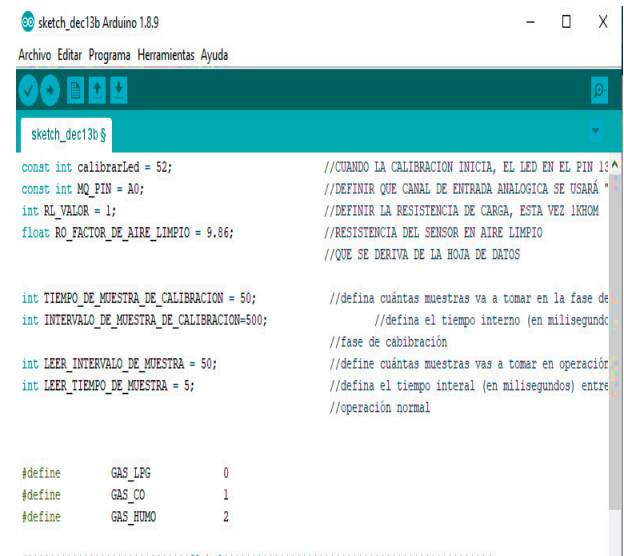 sketch_dec13b Arduino 1.8.9
Archivo Editar Programa Herramientas Ayuda
sketch_dec13b §
const int calibrarLed = 52; //CUANDO LA CALIBRACION INICIA, EL LED EN EL PIN 13
const int MQ_PIN = A0; //DEFINIR QUE CANAL DE ENTRADA ANALOGICA SE USARÁ "
int RL_VALOR = 1; //DEFINIR LA RESISTENCIA DE CARGA, ESTA VEZ 1KHOM
float RO_FACTOR_DE_AIRE_LIMPIO = 9.86; //RESISTENCIA DEL SENSOR EN AIRE LIMPIO
//QUE SE DERIVA DE LA HOJA DE DATOS
int TIEMPO_DE_MUESTRA_DE_CALIBRACION = 50; //defina cuántas muestras va a tomar en la fase de
int INTERVALO_DE_MUESTRA_DE_CALIBRACION=500; //defina el tiempo interno (en milisegundo
//fase de cabibración
int LEER_INTERVALO_DE_MUESTRA = 50; //define cuántas muestras vas a tomar en operación
int LEER_TIEMPO_DE_MUESTRA = 5; //defina el tiempo interal (en milisegundos) entre
//operación normal
#define GAS_LPG 0
#define GAS_CO 1
#define GAS_HUMO 2